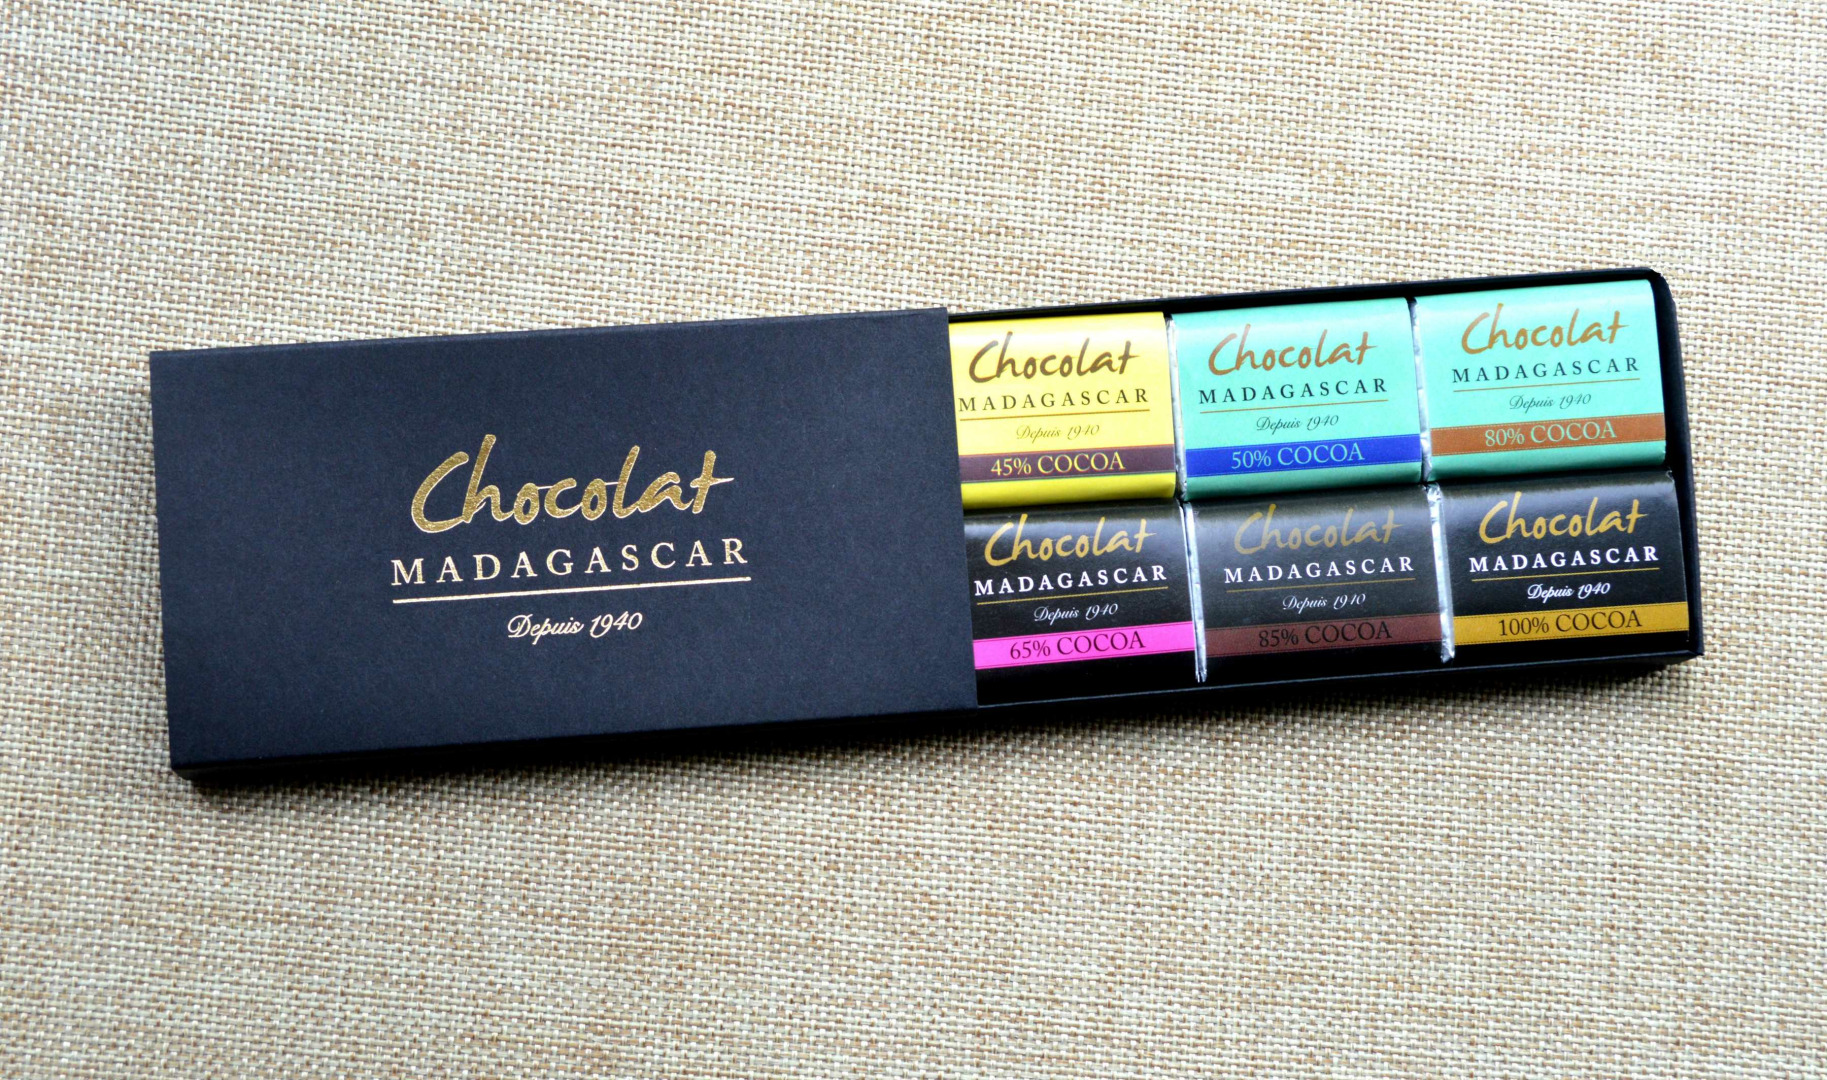 Chocolat
MADAGASCAR
Depuis 1940
Chocolat
MADAGASCAR
Depuis 1940
45% COCOA
Chocolat
MADAGASCAR
Depuis 1940
50% COCOA
Chocolat
MADAGASCAR
Depuis 1940
80% COCOA
Chocolat
MADAGASCAR
Depuis 1940
65% COCOA
Chocolat
MADAGASCAR
Depuis 1940
85% COCOA
Chocolat
MADAGASCAR
Depuis 1940
100% COCOA